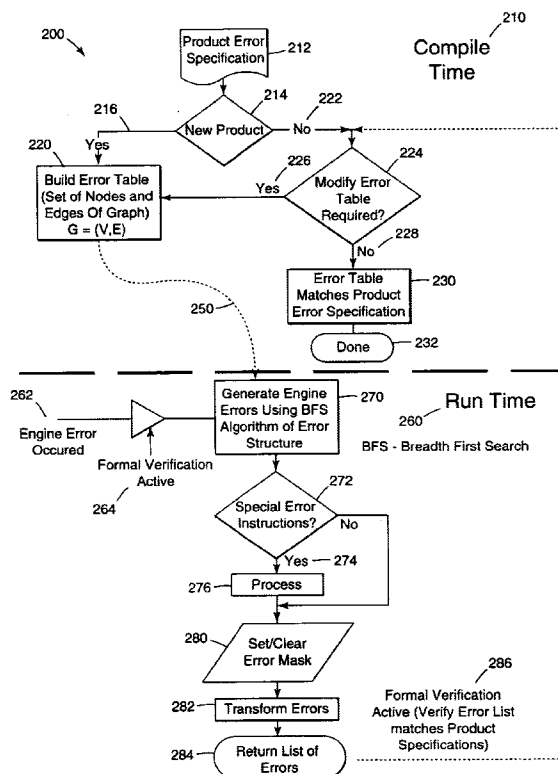 200
Product Error
Specification
212
210
Compile
Time
216
214
New Product
No
222
Yes
220
226
Yes
224
Build Error Table
(Set of Nodes and
Edges Of Graph)
G = (V,E)
Modify Error
Table
Required?
No
228
Error Table
Matches Product
Error Specification
230
250
Done
232
262
Engine Error
Occured
Formal Verification
Active
264
Generate Engine
Errors Using BFS
Algorithm of Error
Structure
270
260
Run Time
BFS - Breadth First Search
272
Special Error
Instructions?
No
Yes
274
276
Process
280
Set/Clear
Error Mask
282
Transform Errors
284
Return List of
Errors
286
Formal Verification
Active (Verify Error List
matches Product
Specifications)